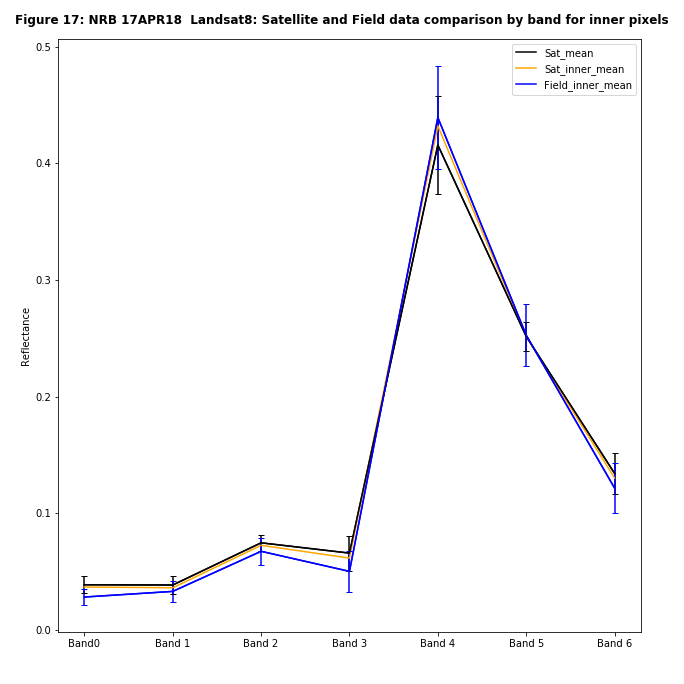 Figure 17: NRB 17APR18  Landsat8: Satellite and Field data comparison by band for inner pixels
Sat_mean
Sat_inner_mean
Field_inner_mean
0.5
0.4
0.3
0.2
0.1
0.0
Reflectance
Band0
Band 1
Band 2
Band 3
Band 4
Band 5
Band 6